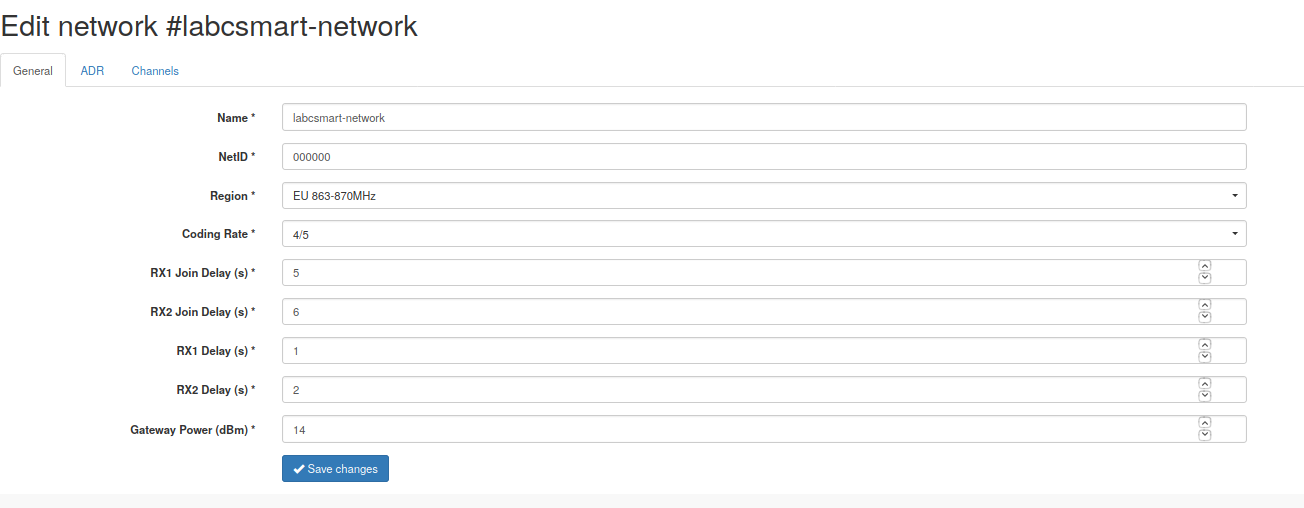 Edit network #labcsmart-network
General ADR Channels
Name * labcsmart-network
NetID * 000000
Region * EU 863-870MHz
Coding Rate * 4/5
RX1 Join Delay (s) * 5
RX2 Join Delay (s) * 6
RX1 Delay (s) * 1
RX2 Delay (s) * 2
Gateway Power (dBm) * 14
Save changes